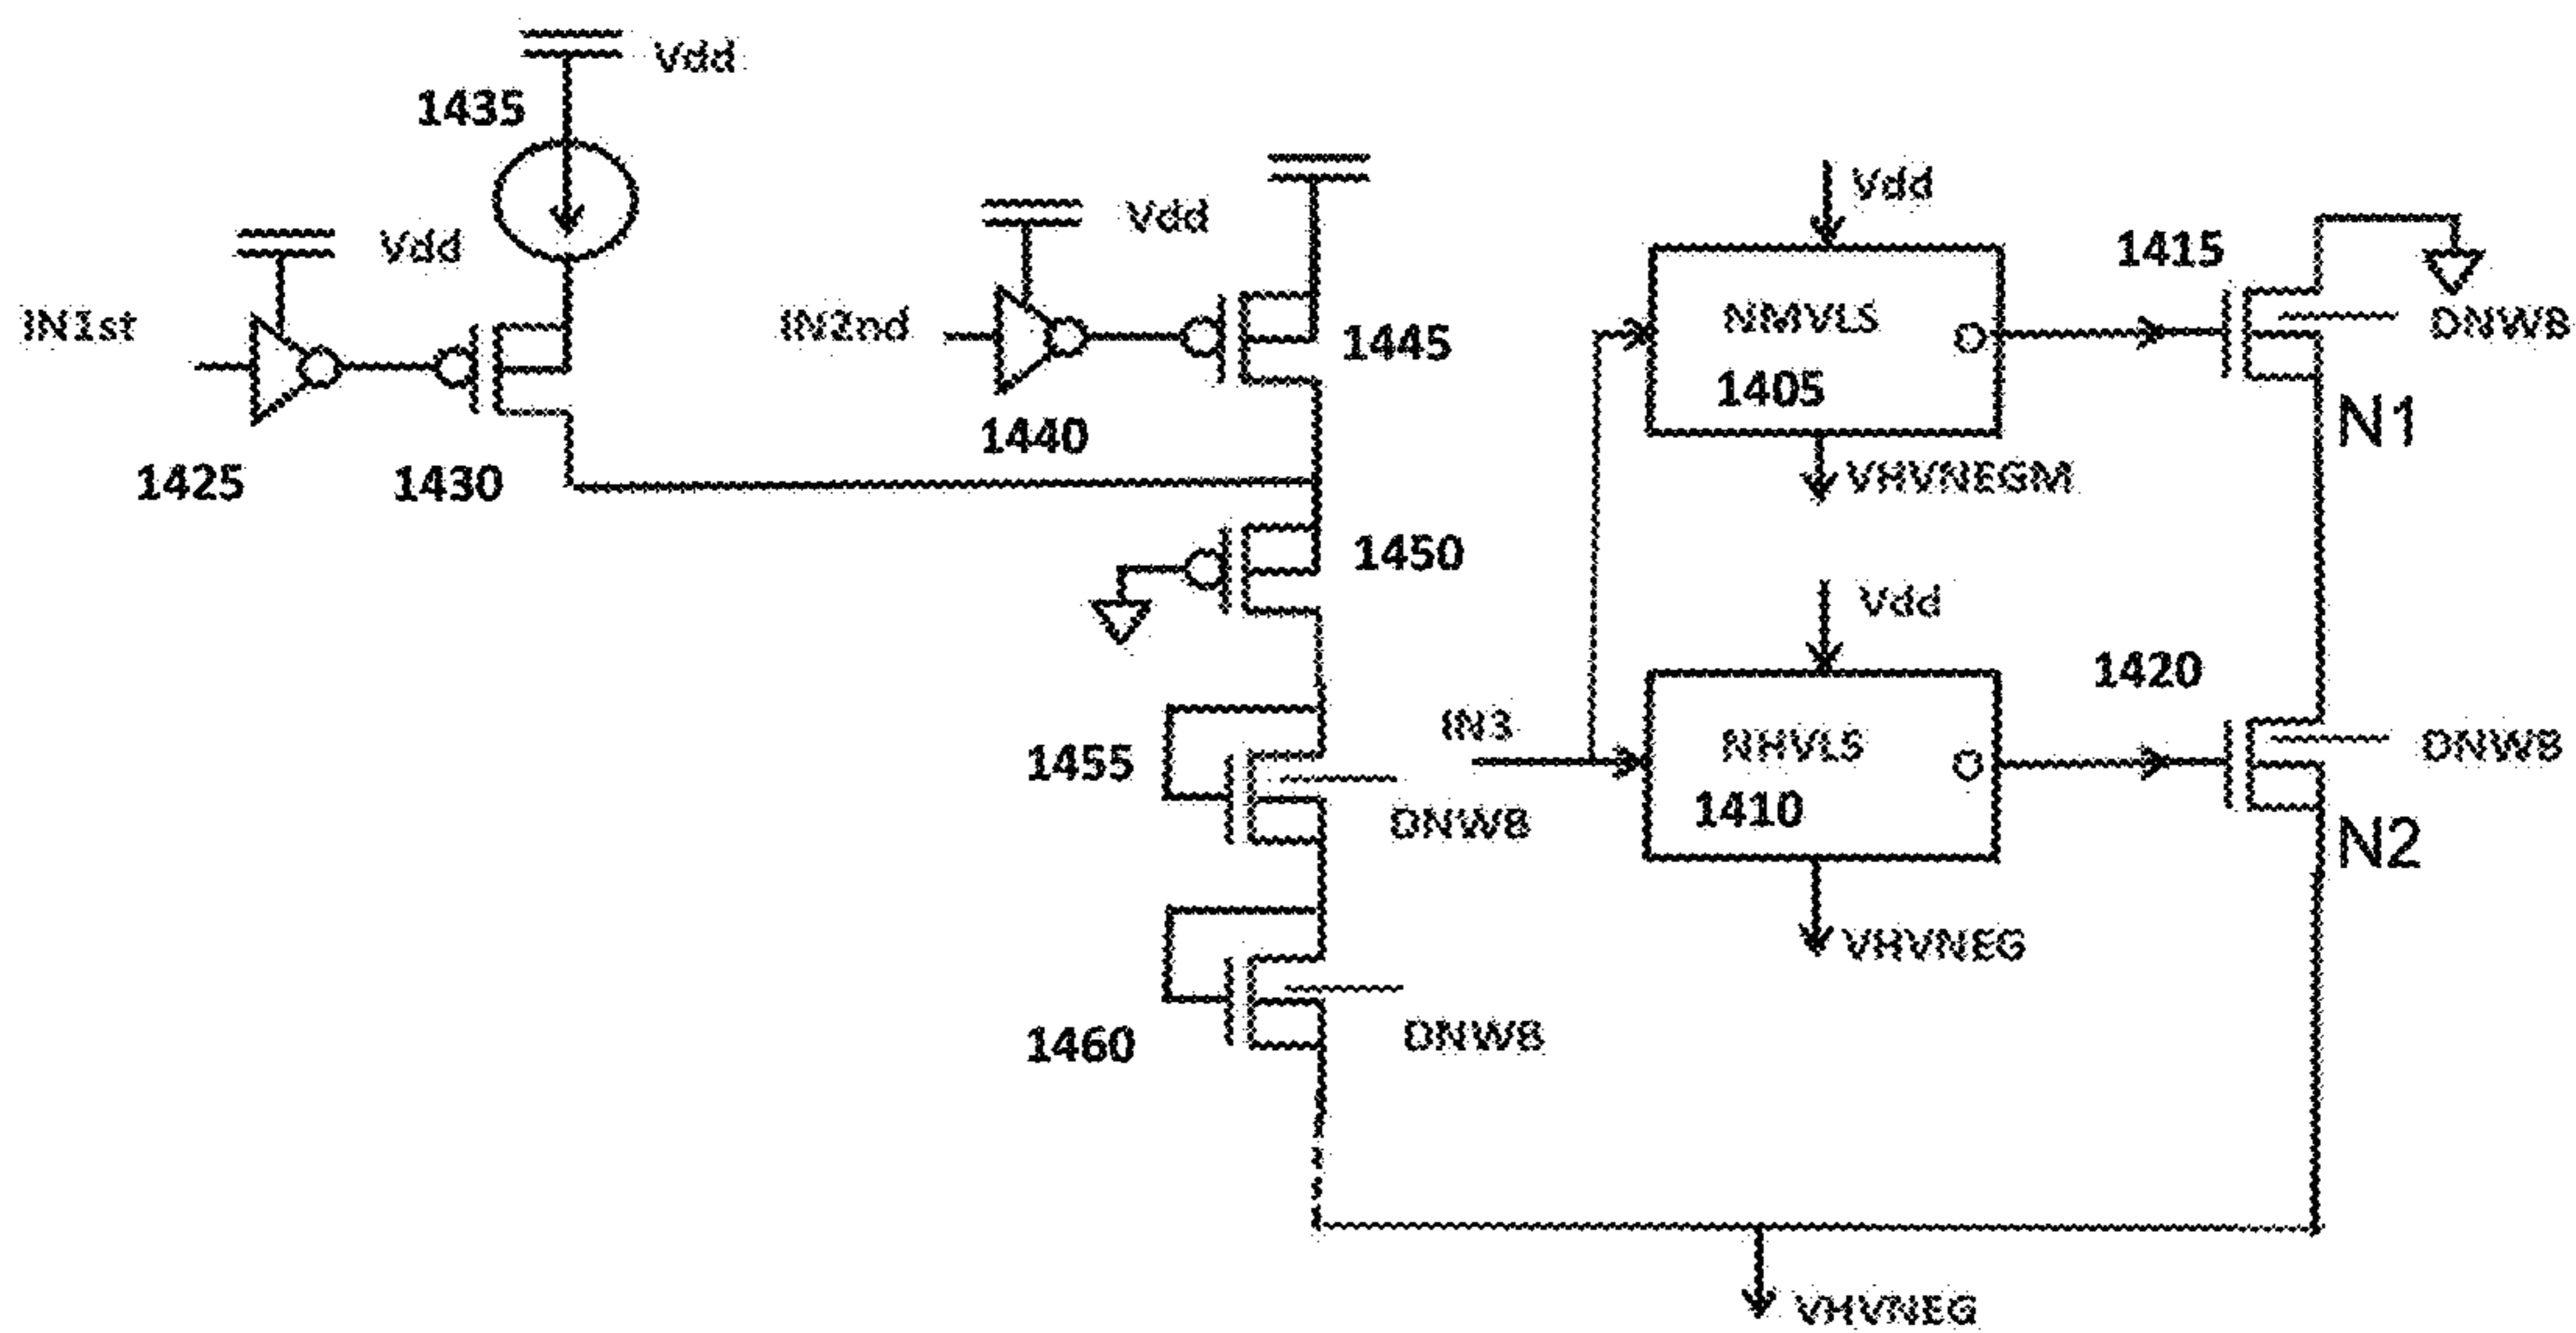 Vdd
1435
Vdd
IN1st
1425
1430
Vdd
IN2nd
1445
1440
1450
1455
DNWB
1460
DNWB
Vdd
NMVLS
1405
VHVNEGM
1415
DNWB
N1
Vdd
IN3
NHVLS
1410
VHVNEG
1420
DNWB
N2
VHVNEG